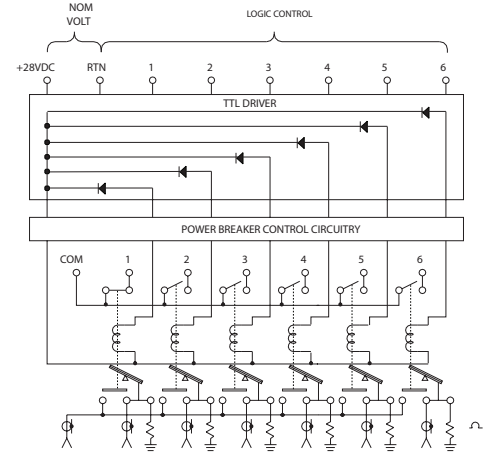 NOM
VOLT
LOGIC CONTROL
+28VDC RTN 1 2 3 4 5 6
TTL DRIVER
POWER BREAKER CONTROL CIRCUITRY
COM 1 2 3 4 5 6